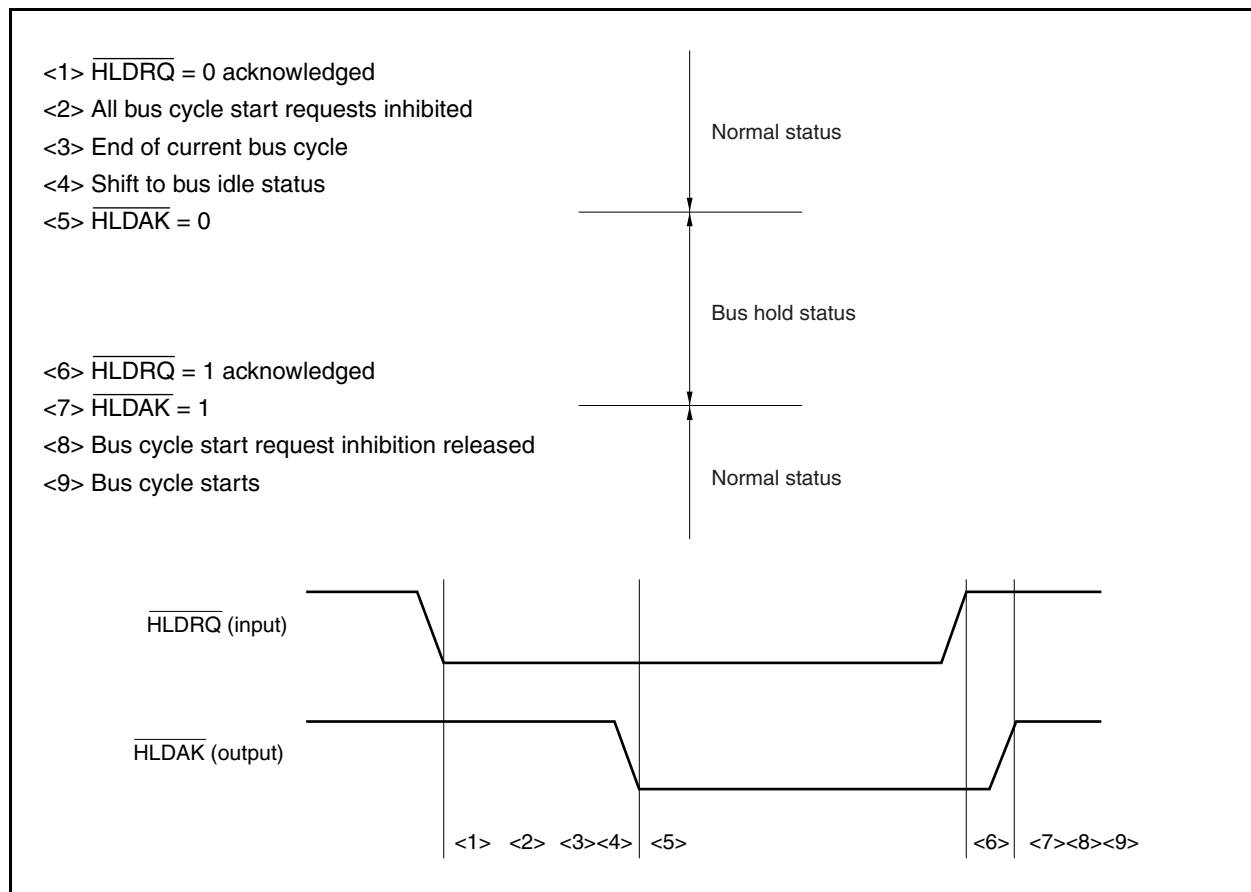 <1> HLDRQ = 0 acknowledged
<2> All bus cycle start requests inhibited
<3> End of current bus cycle
<4> Shift to bus idle status
<5> HLDAK = 0
Normal status
Bus hold status
<6> HLDRQ = 1 acknowledged
<7> HLDAK = 1
<8> Bus cycle start request inhibition released
<9> Bus cycle starts
Normal status
HLDRQ (input)
HLDAK (output)
<1> <2> <3><4> <5> <6> <7><8><9>